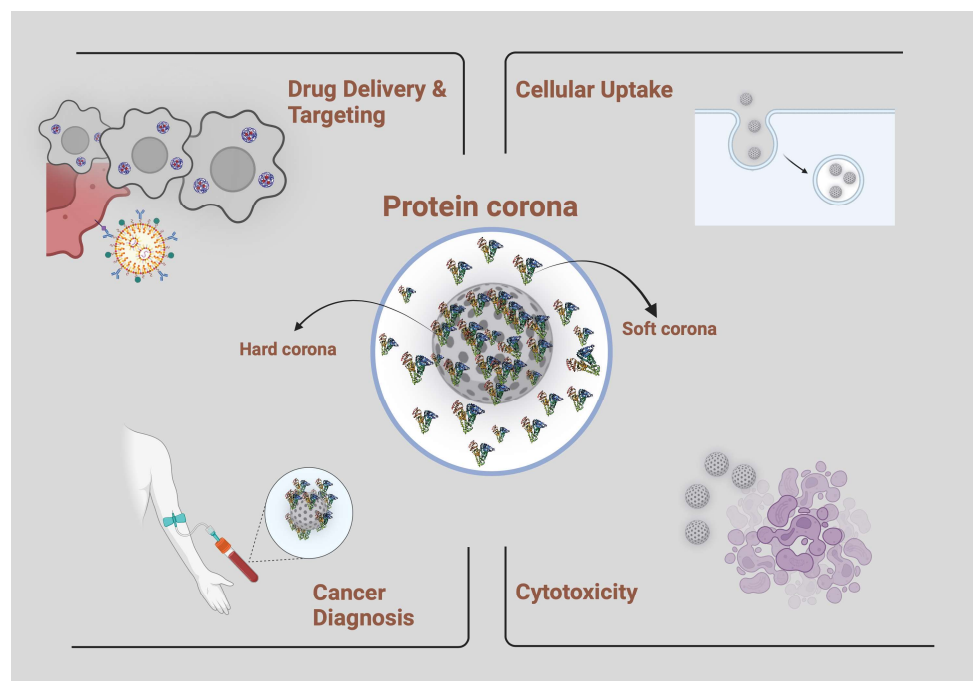 Drug Delivery &
Targeting
Cellular Uptake
Protein corona
Hard corona
Soft corona
Cancer
Diagnosis
Cytotoxicity